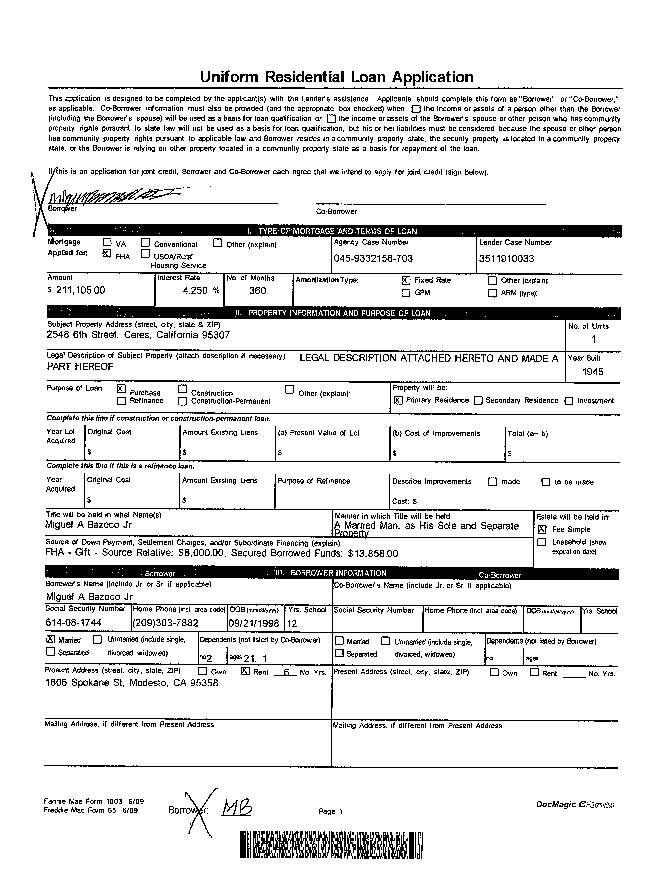 Uniform Residential Loan Application
This application is designed to be completed by the applicant(s) with the Lender's assistance. Applicants should complete this form as "Borrower" or "Co-Borrower,"
as applicable. Co-Borrower information must also be provided (and the appropriate box checked) when the income or assets of a person other than the Borrower
(including the Borrower's spouse) will be used as a basis for loan qualification or the income or assets of the Borrower's spouse or other person who has community
property rights pursuant to state law will not be used as a basis for loan qualification, but his or her liabilities must be considered because the spouse or other person
has community property rights pursuant to applicable law and Borrower resides in a community property state, the security property is located in a community property
state, or the Borrower is relying on other property located in a community property state as a basis for repayment of the loan.
If this is an application for joint credit, Borrower and Co-Borrower each agree that we intend to apply for joint credit (sign below).
Borrower Co-Borrower
I. TYPE OF MORTGAGE AND TERMS OF LOAN
Mortgage VA Conventional Other (explain) Agency Case Number Lender Case Number
Applied for: X FHA USDA/Rural Housing Service 045-9332156-703 3511910033
Amount Interest Rate No. of Months Amortization Type: X Fixed Rate Other (explain)
$ 211,105.00 4.250 % 360 GPM ARM (type):
II. PROPERTY INFORMATION AND PURPOSE OF LOAN
Subject Property Address (street, city, state & ZIP) No. of Units
2548 6th Street, Ceres, California 95307 1
Legal Description of Subject Property (attach description if necessary) LEGAL DESCRIPTION ATTACHED HERETO AND MADE A Year Built
PART HEREOF 1945
Purpose of Loan X Purchase Construction Other (explain): Property will be:
Refinance Construction-Permanent X Primary Residence Secondary Residence Investment
Complete this line if construction or construction-permanent loan.
Year Lot Acquired Original Cost Amount Existing Liens (a) Present Value of Lot (b) Cost of Improvements Total (a+b)
$ $ $ $ $
Complete this line if this is a refinance loan.
Year Acquired Original Cost Amount Existing Liens Purpose of Refinance Describe Improvements made to be made
$ $ Cost: $
Title will be held in what Name(s) Manner in which Title will be held Estate will be held in:
Miguel A Bazoco Jr A Married Man, as His Sole and Separate Property X Fee Simple
Source of Down Payment, Settlement Charges, and/or Subordinate Financing (explain) Leasehold (show expiration date)
FHA - Gift - Source Relative: $8,000.00, Secured Borrowed Funds: $13,858.00
Borrower III. BORROWER INFORMATION Co-Borrower
Borrower's Name (include Jr. or Sr. if applicable) Co-Borrower's Name (include Jr. or Sr. if applicable)
Miguel A Bazoco Jr
Social Security Number Home Phone (incl. area code) DOB (mm/dd/yyyy) Yrs. School Social Security Number Home Phone (incl. area code) DOB (mm/dd/yyyy) Yrs. School
614-08-1744 (209)303-7882 09/21/1998 12
X Married Unmarried (include single, divorced, widowed) Dependents (not listed by Co-Borrower) Married Unmarried (include single, divorced, widowed) Dependents (not listed by Borrower)
Separated no. 2 ages 21, 1 Separated no. ages
Present Address (street, city, state, ZIP) Own X Rent 6 No. Yrs. Present Address (street, city, state, ZIP) Own Rent No. Yrs.
1606 Spokane St, Modesto, CA 95358
Mailing Address, if different from Present Address Mailing Address, if different from Present Address
Fannie Mae Form 1003 6/09
Freddie Mac Form 65 6/09 Borrower: MB Page 1 DocMagic